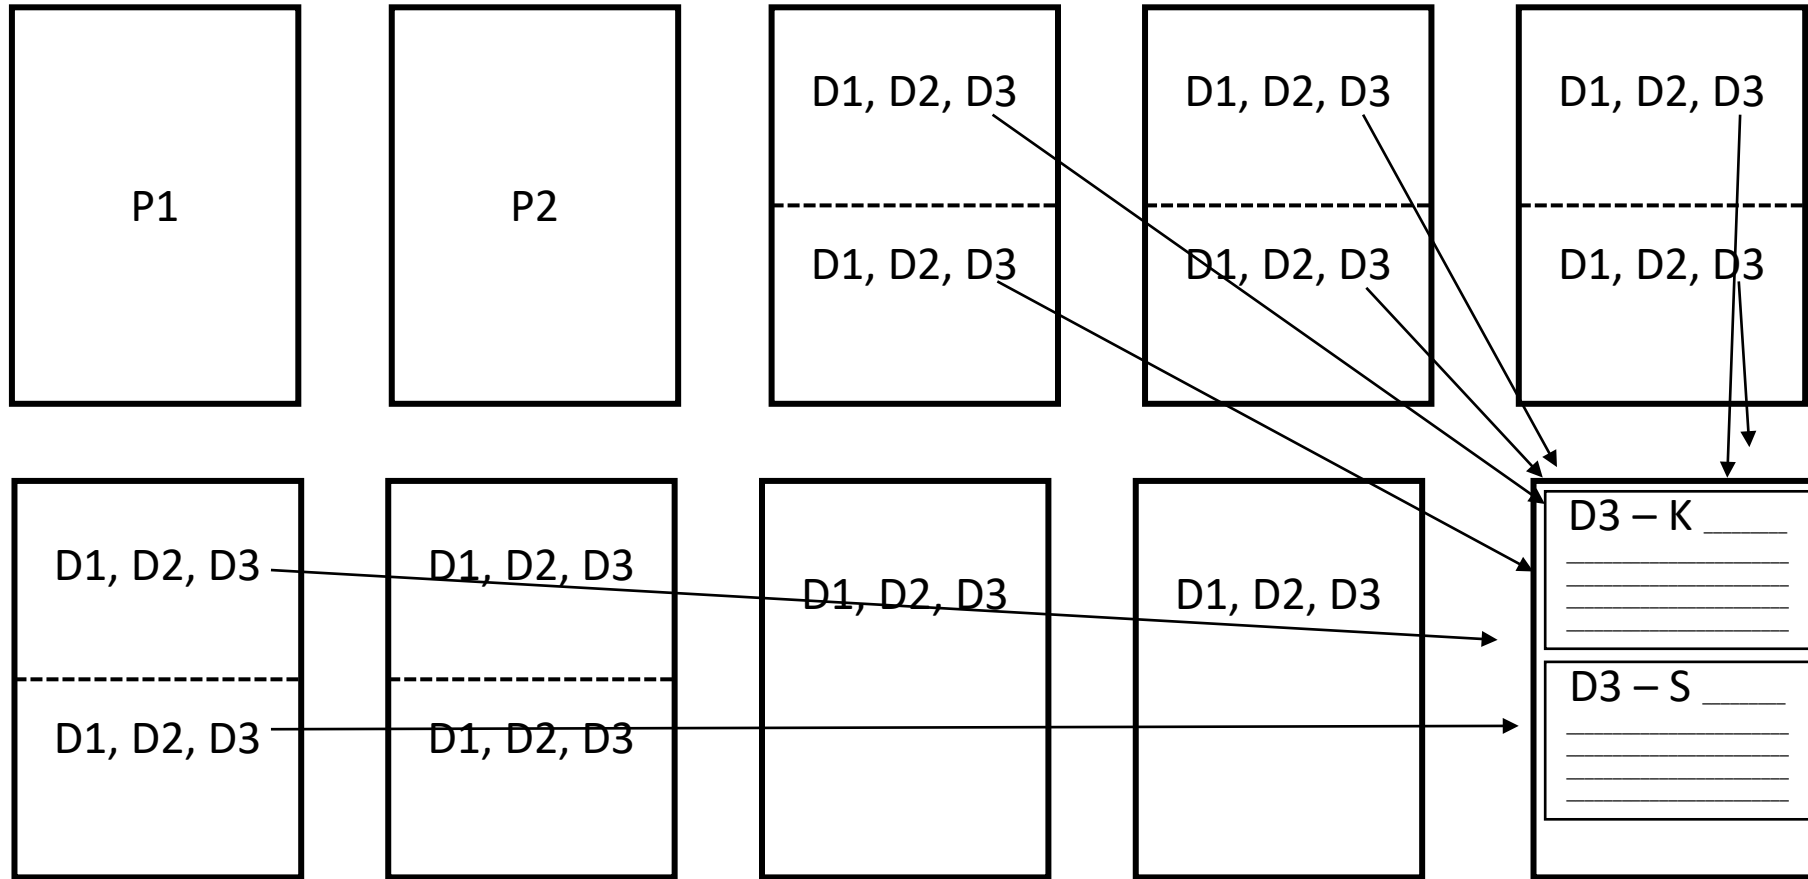 P1
P2
D1, D2, D3
D1, D2, D3
D1, D2, D3
D1, D2, D3
D1, D2, D3
D1, D2, D3
D1, D2, D3
D1, D2, D3
D1, D2, D3
D1, D2, D3
D1, D2, D3
D1, D2, D3
D3 – K ____
D3 – S ____